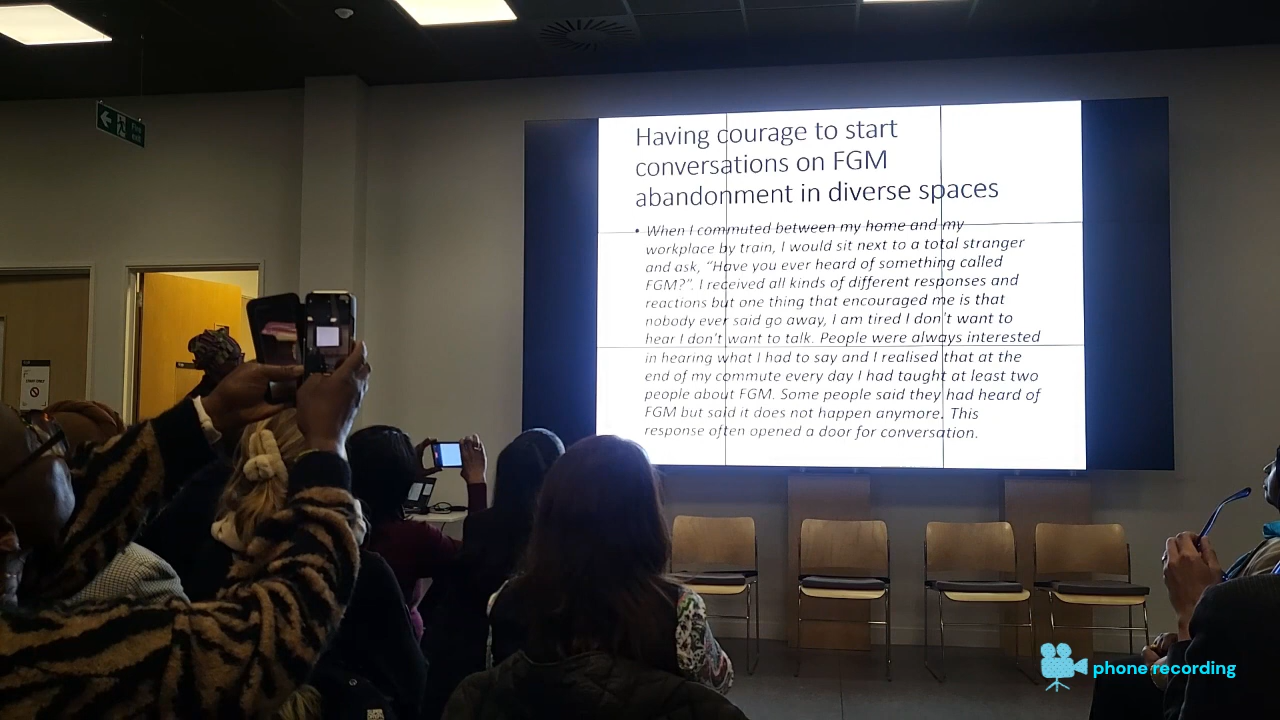 Having courage to start
conversations on FGM
abandonment in diverse spaces
• When I commuted between my home and my
workplace by train, I would sit next to a total stranger
and ask, “Have you ever heard of something called
FGM?”. I received all kinds of different responses and
reactions but one thing that encouraged me is that
nobody ever said go away, I am tired I don't want to
hear I don't want to talk. People were always interested
in hearing what I had to say and I realised that at the
end of my commute every day I had taught at least two
people about FGM. Some people said they had heard of
FGM but said it does not happen anymore. This
response often opened a door for conversation.
phone recording